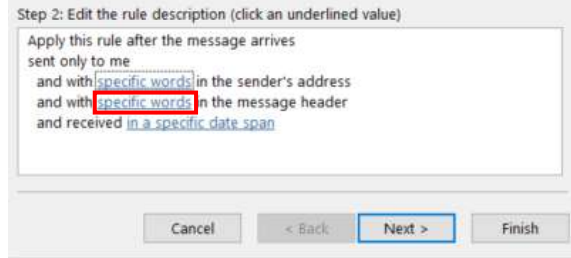 Step 2: Edit the rule description (click an underlined value)
Apply this rule after the message arrives
sent only to me
and with specific words in the sender's address
and with specific words in the message header
and received in a specific date span
Cancel < Back Next > Finish